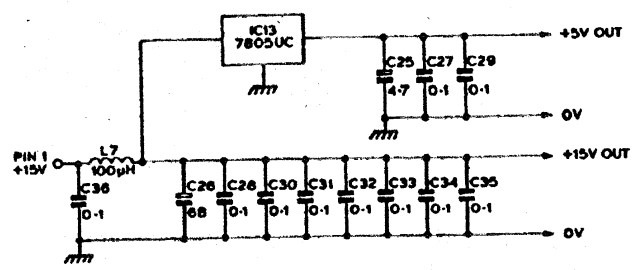 IC13
7805UC
+5V OUT
C25
4·7
C27
0·1
C29
0·1
0V
PIN 1
+15V
L7
100µH
+15V OUT
C36
0·1
C26
68
C28
0·1
C30
0·1
C31
0·1
C32
0·1
C33
0·1
C34
0·1
C35
0·1
0V